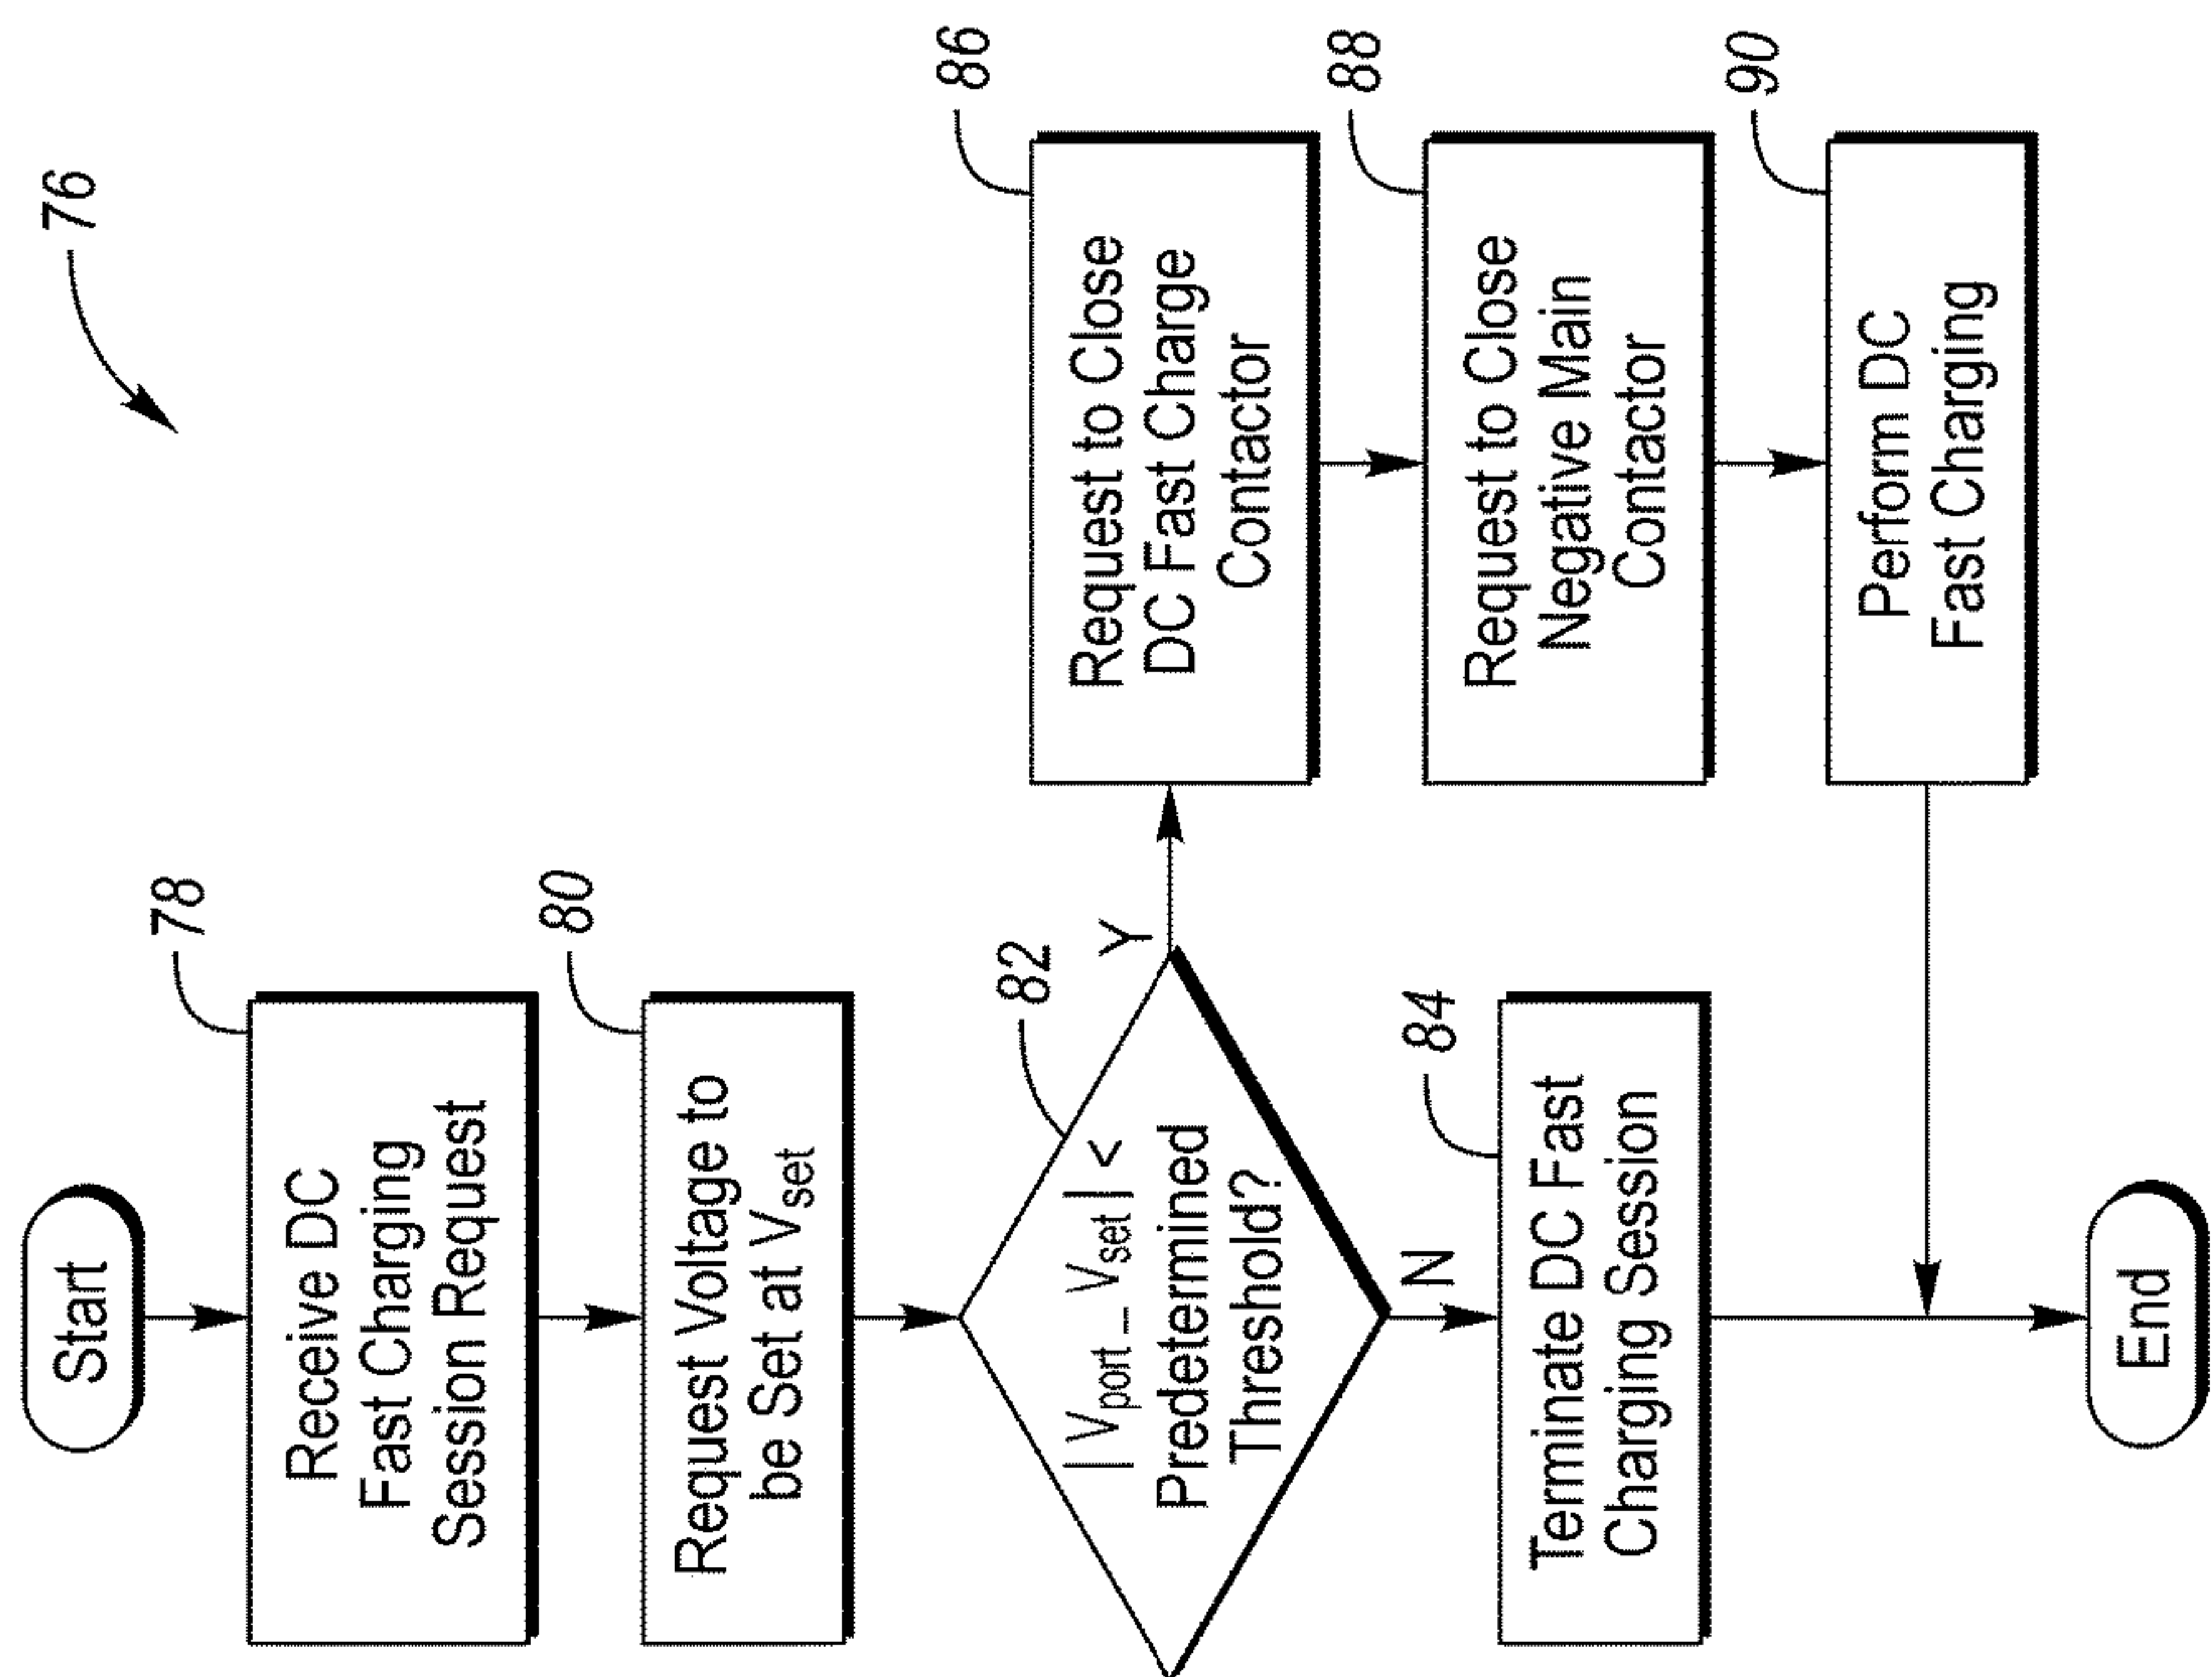 76
Start
78
Receive DC
Fast Charging
Session Request
80
Request Voltage to
be Set at Vset
82
| Vport – Vset | <
Predetermined
Threshold?
Y
N
84
Terminate DC Fast
Charging Session
86
Request to Close
DC Fast Charge
Contactor
88
Request to Close
Negative Main
Contactor
90
Perform DC
Fast Charging
End